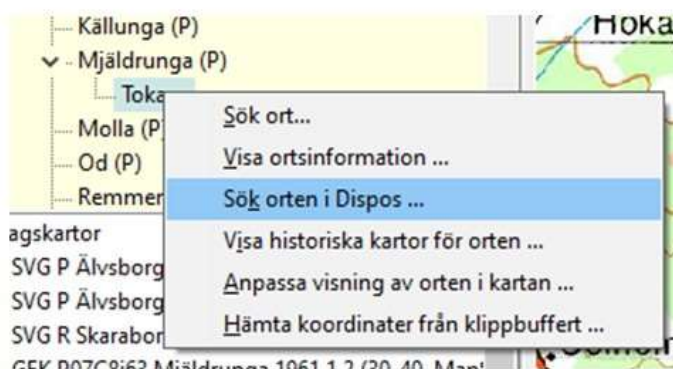 Källunga (P)
Mjäldrunga (P)
Toka
Molla (P
Od (P)
Remmer
agskartor
SVG P Älvsborg
SVG P Älvsborg
SVG R Skarabor
Hoka
Sök ort...
Visa ortsinformation ...
Sök orten i Dispos ...
Visa historiska kartor för orten ...
Anpassa visning av orten i kartan ...
Hämta koordinater från klippbuffert ...